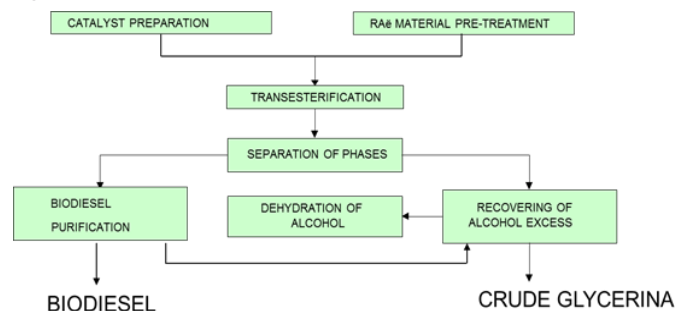 CATALYST PREPARATION
RAë MATERIAL PRE-TREATMENT
TRANSESTERIFICATION
SEPARATION OF PHASES
BIODIESEL
PURIFICATION
DEHYDRATION OF
ALCOHOL
RECOVERING OF
ALCOHOL EXCESS
BIODIESEL
CRUDE GLYCERINA